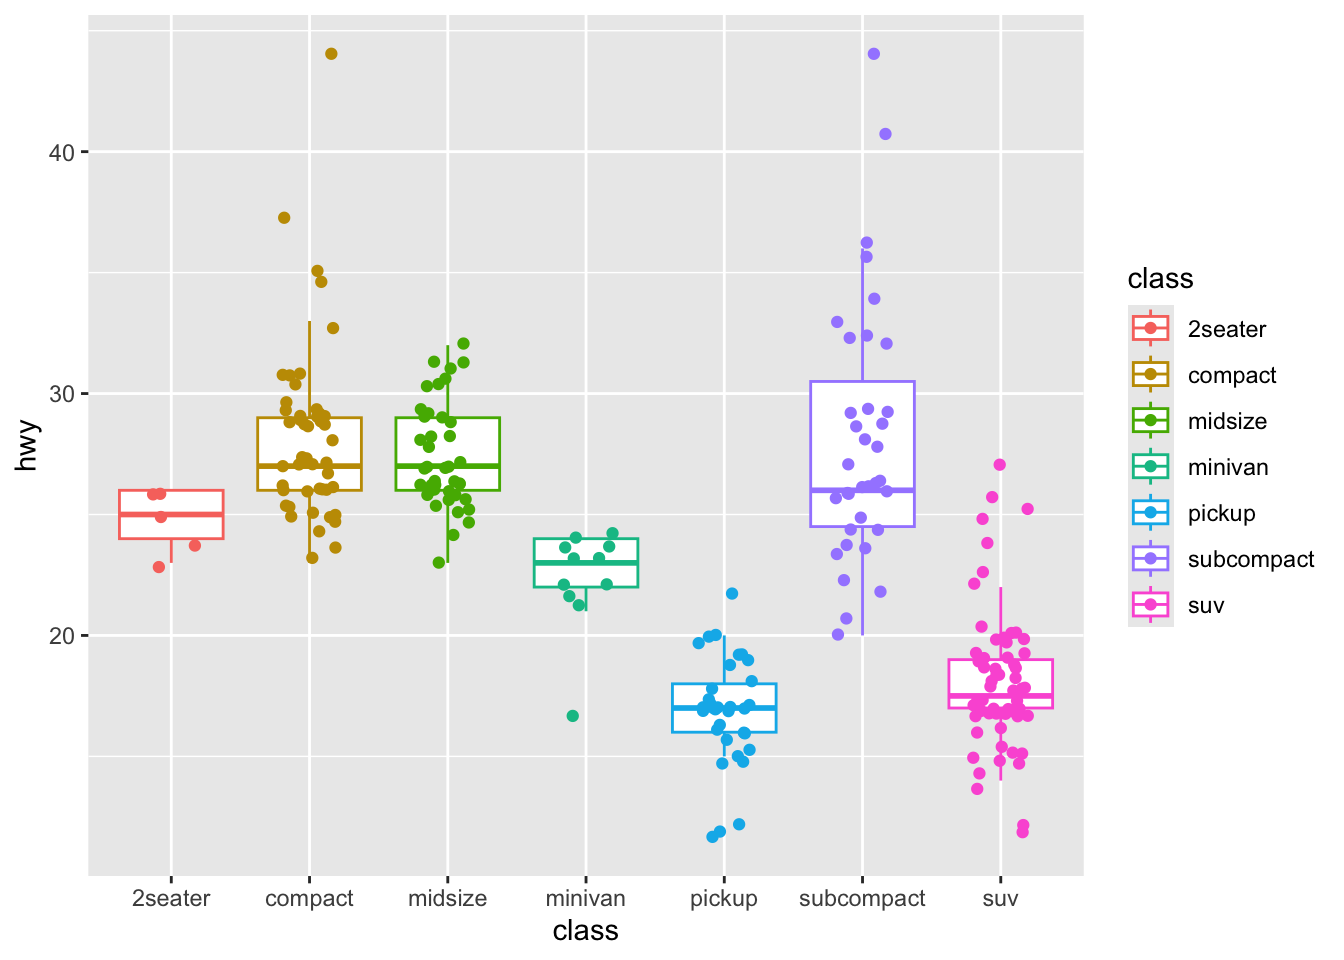 hwy
40
30
20
2seater compact midsize minivan pickup subcompact suv
class
class
2seater
compact
midsize
minivan
pickup
subcompact
suv